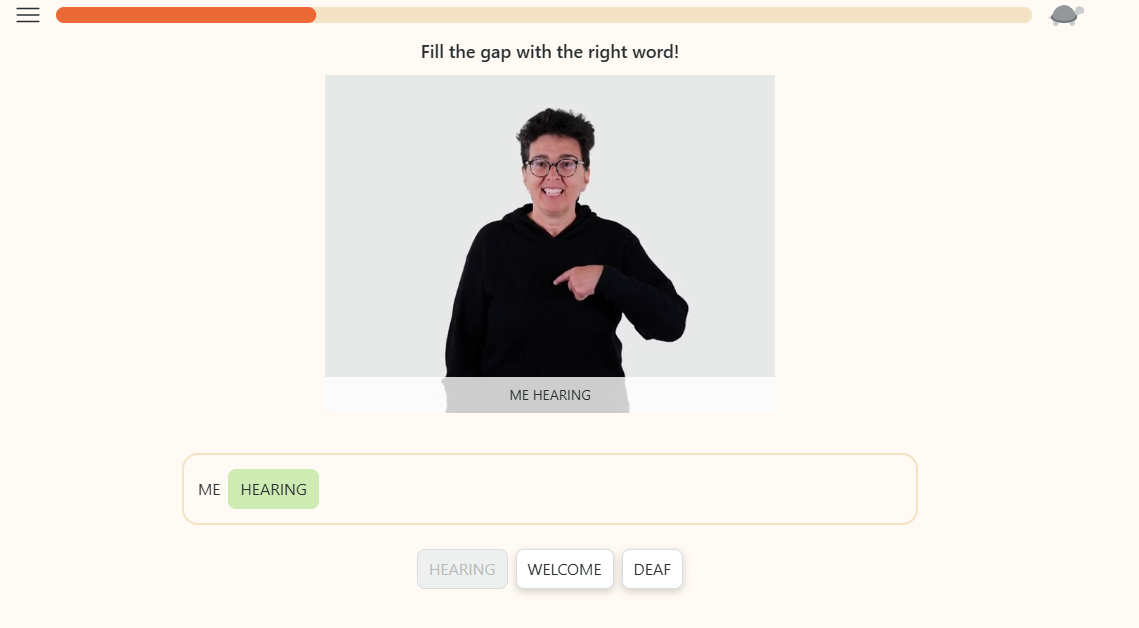 Fill the gap with the right word!
ME HEARING
ME HEARING
HEARING WELCOME DEAF